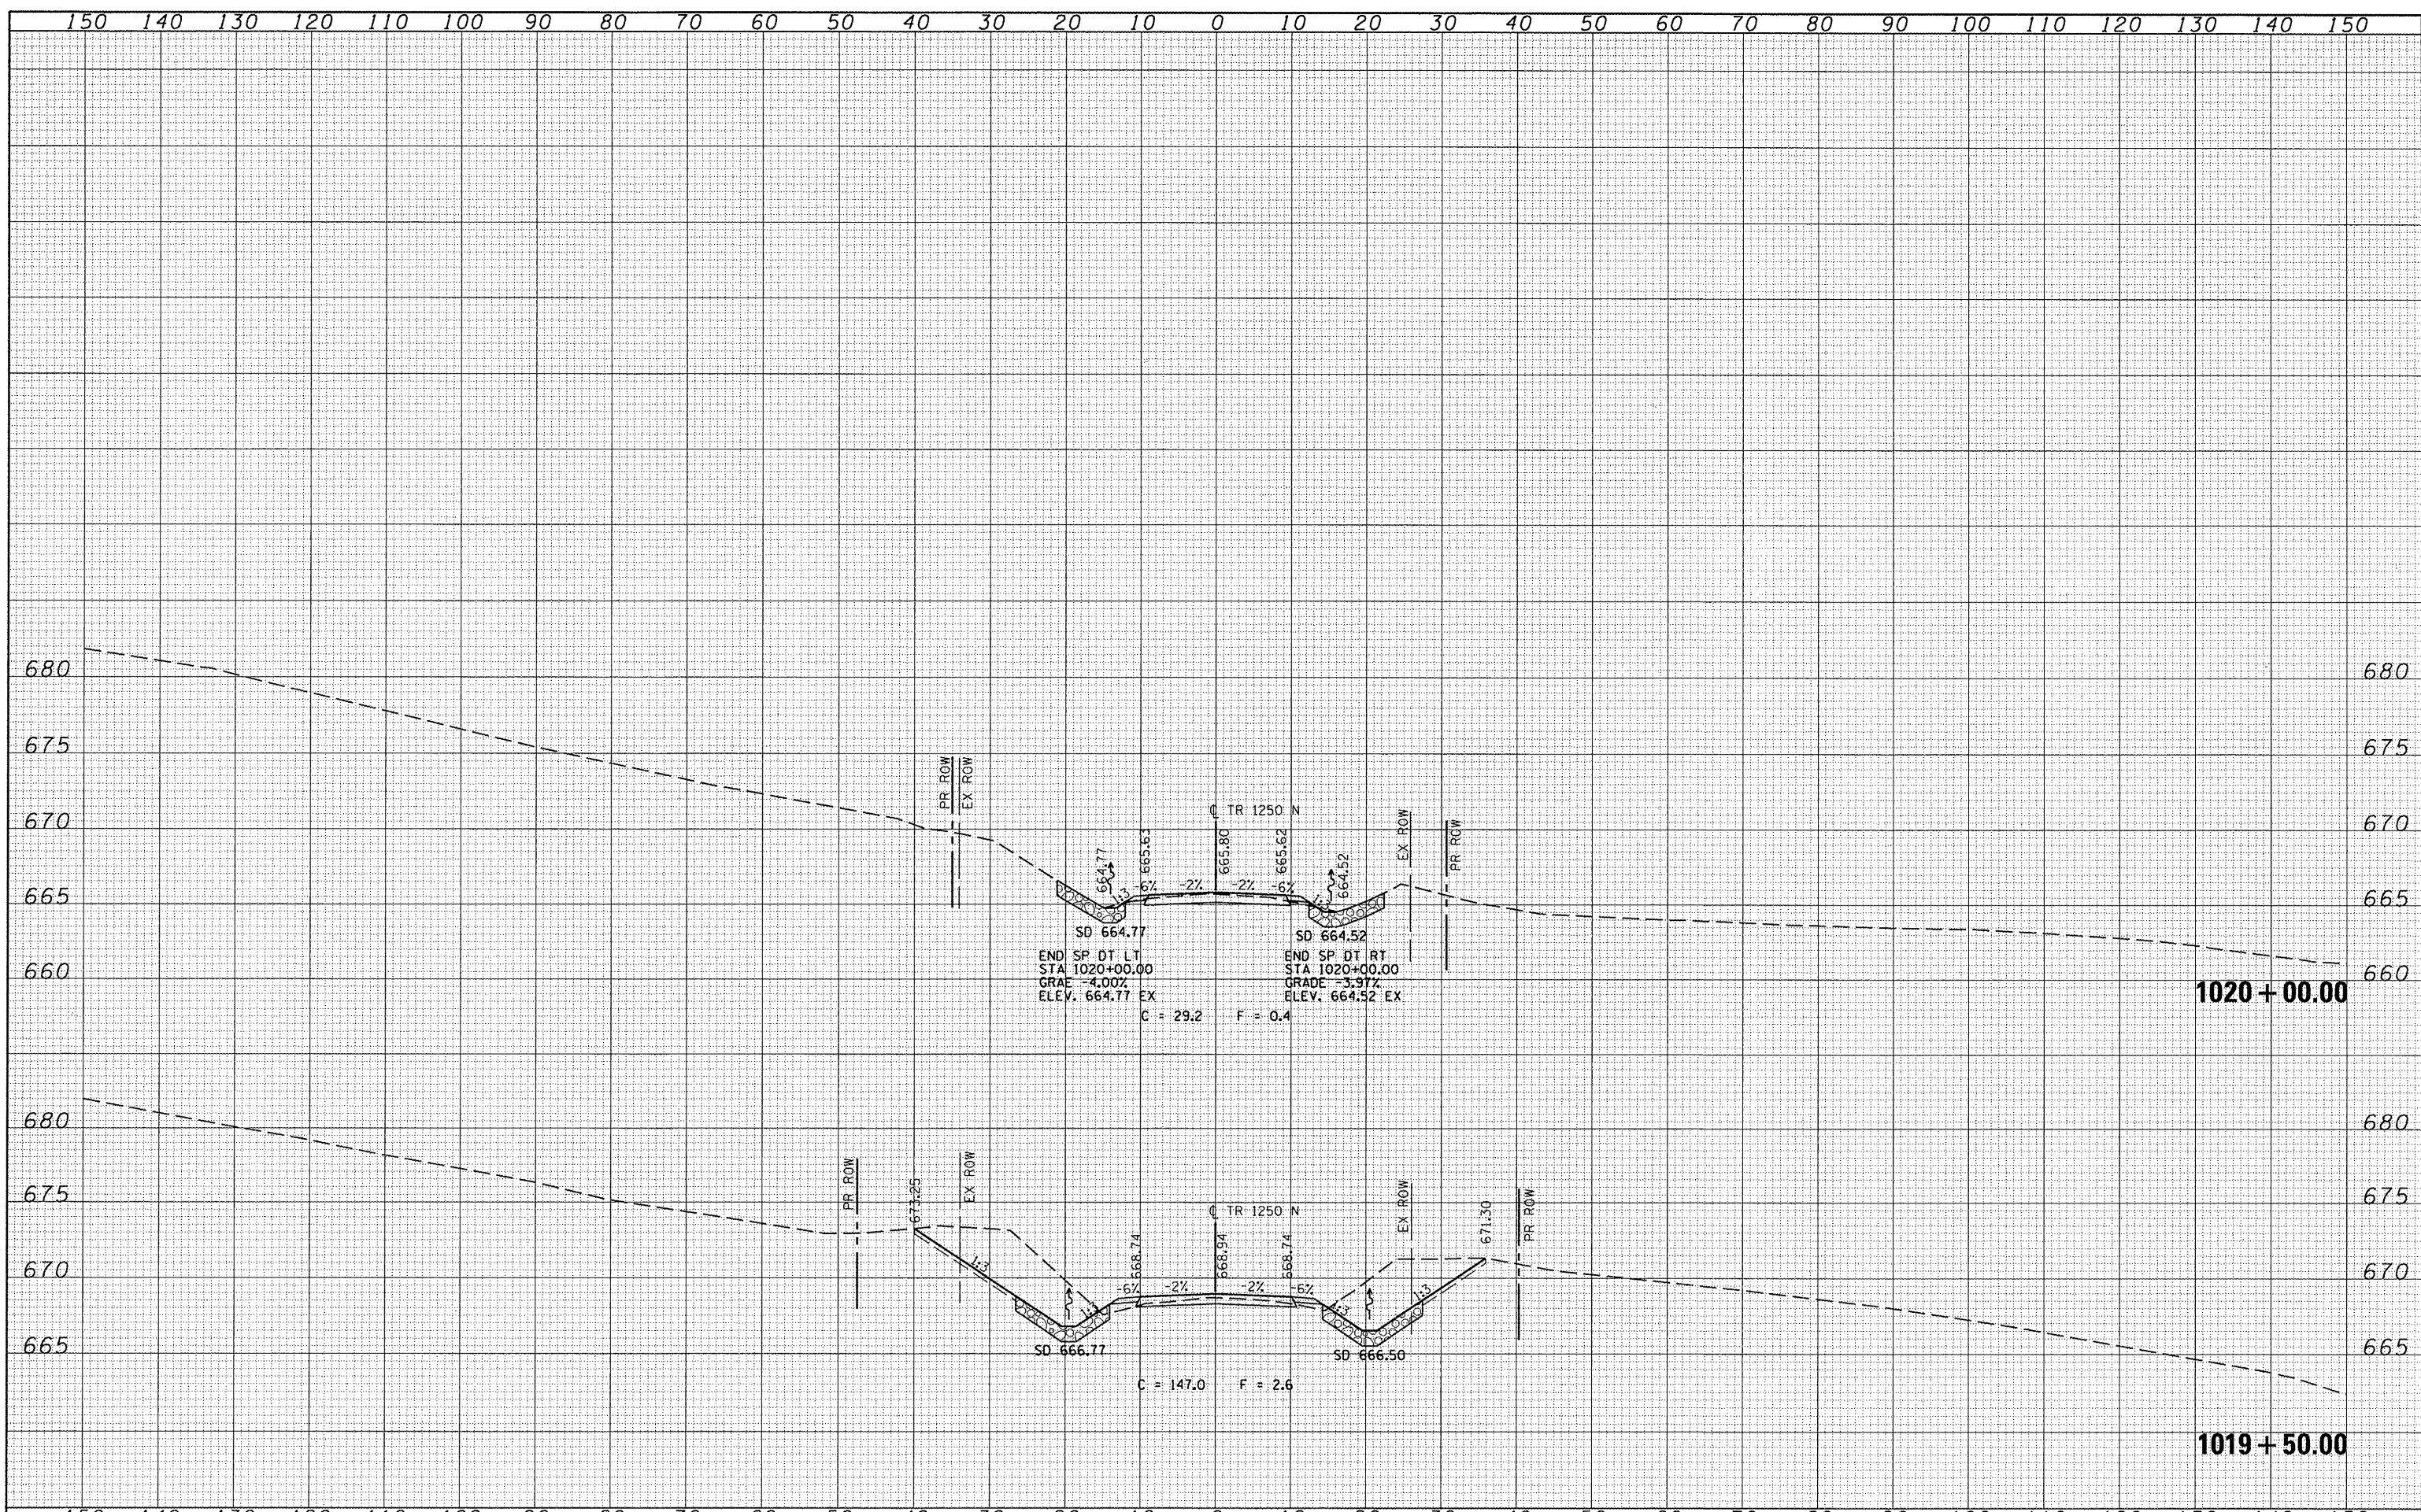 150 140 130 120 110 100 90 80 70 60 50 40 30 20 10 0 10 20 30 40 50 60 70 80 90 100 110 120 130 140 150
680 680
675 675
PR ROW
EX ROW
670 670
℄ TR 1250 N
664.77
665.63
665.80
665.62
664.52
EX ROW
PR ROW
1:3 -6% -2% -2% -6% 1:3
665 665
SD 664.77 SD 664.52
END SP DT LT
STA 1020+00.00
GRAE -4.00%
ELEV. 664.77 EX
END SP DT RT
STA 1020+00.00
GRADE -3.97%
ELEV. 664.52 EX
660 660
1020+00.00
C = 29.2 F = 0.4
680 680
675 675
PR ROW
673.25
EX ROW
℄ TR 1250 N
668.74
668.94
668.74
EX ROW
671.30
PR ROW
670 670
1:3 1:3 -6% -2% -2% -6% 1:3 1:3
665 665
SD 666.77 SD 666.50
C = 147.0 F = 2.6
1019+50.00